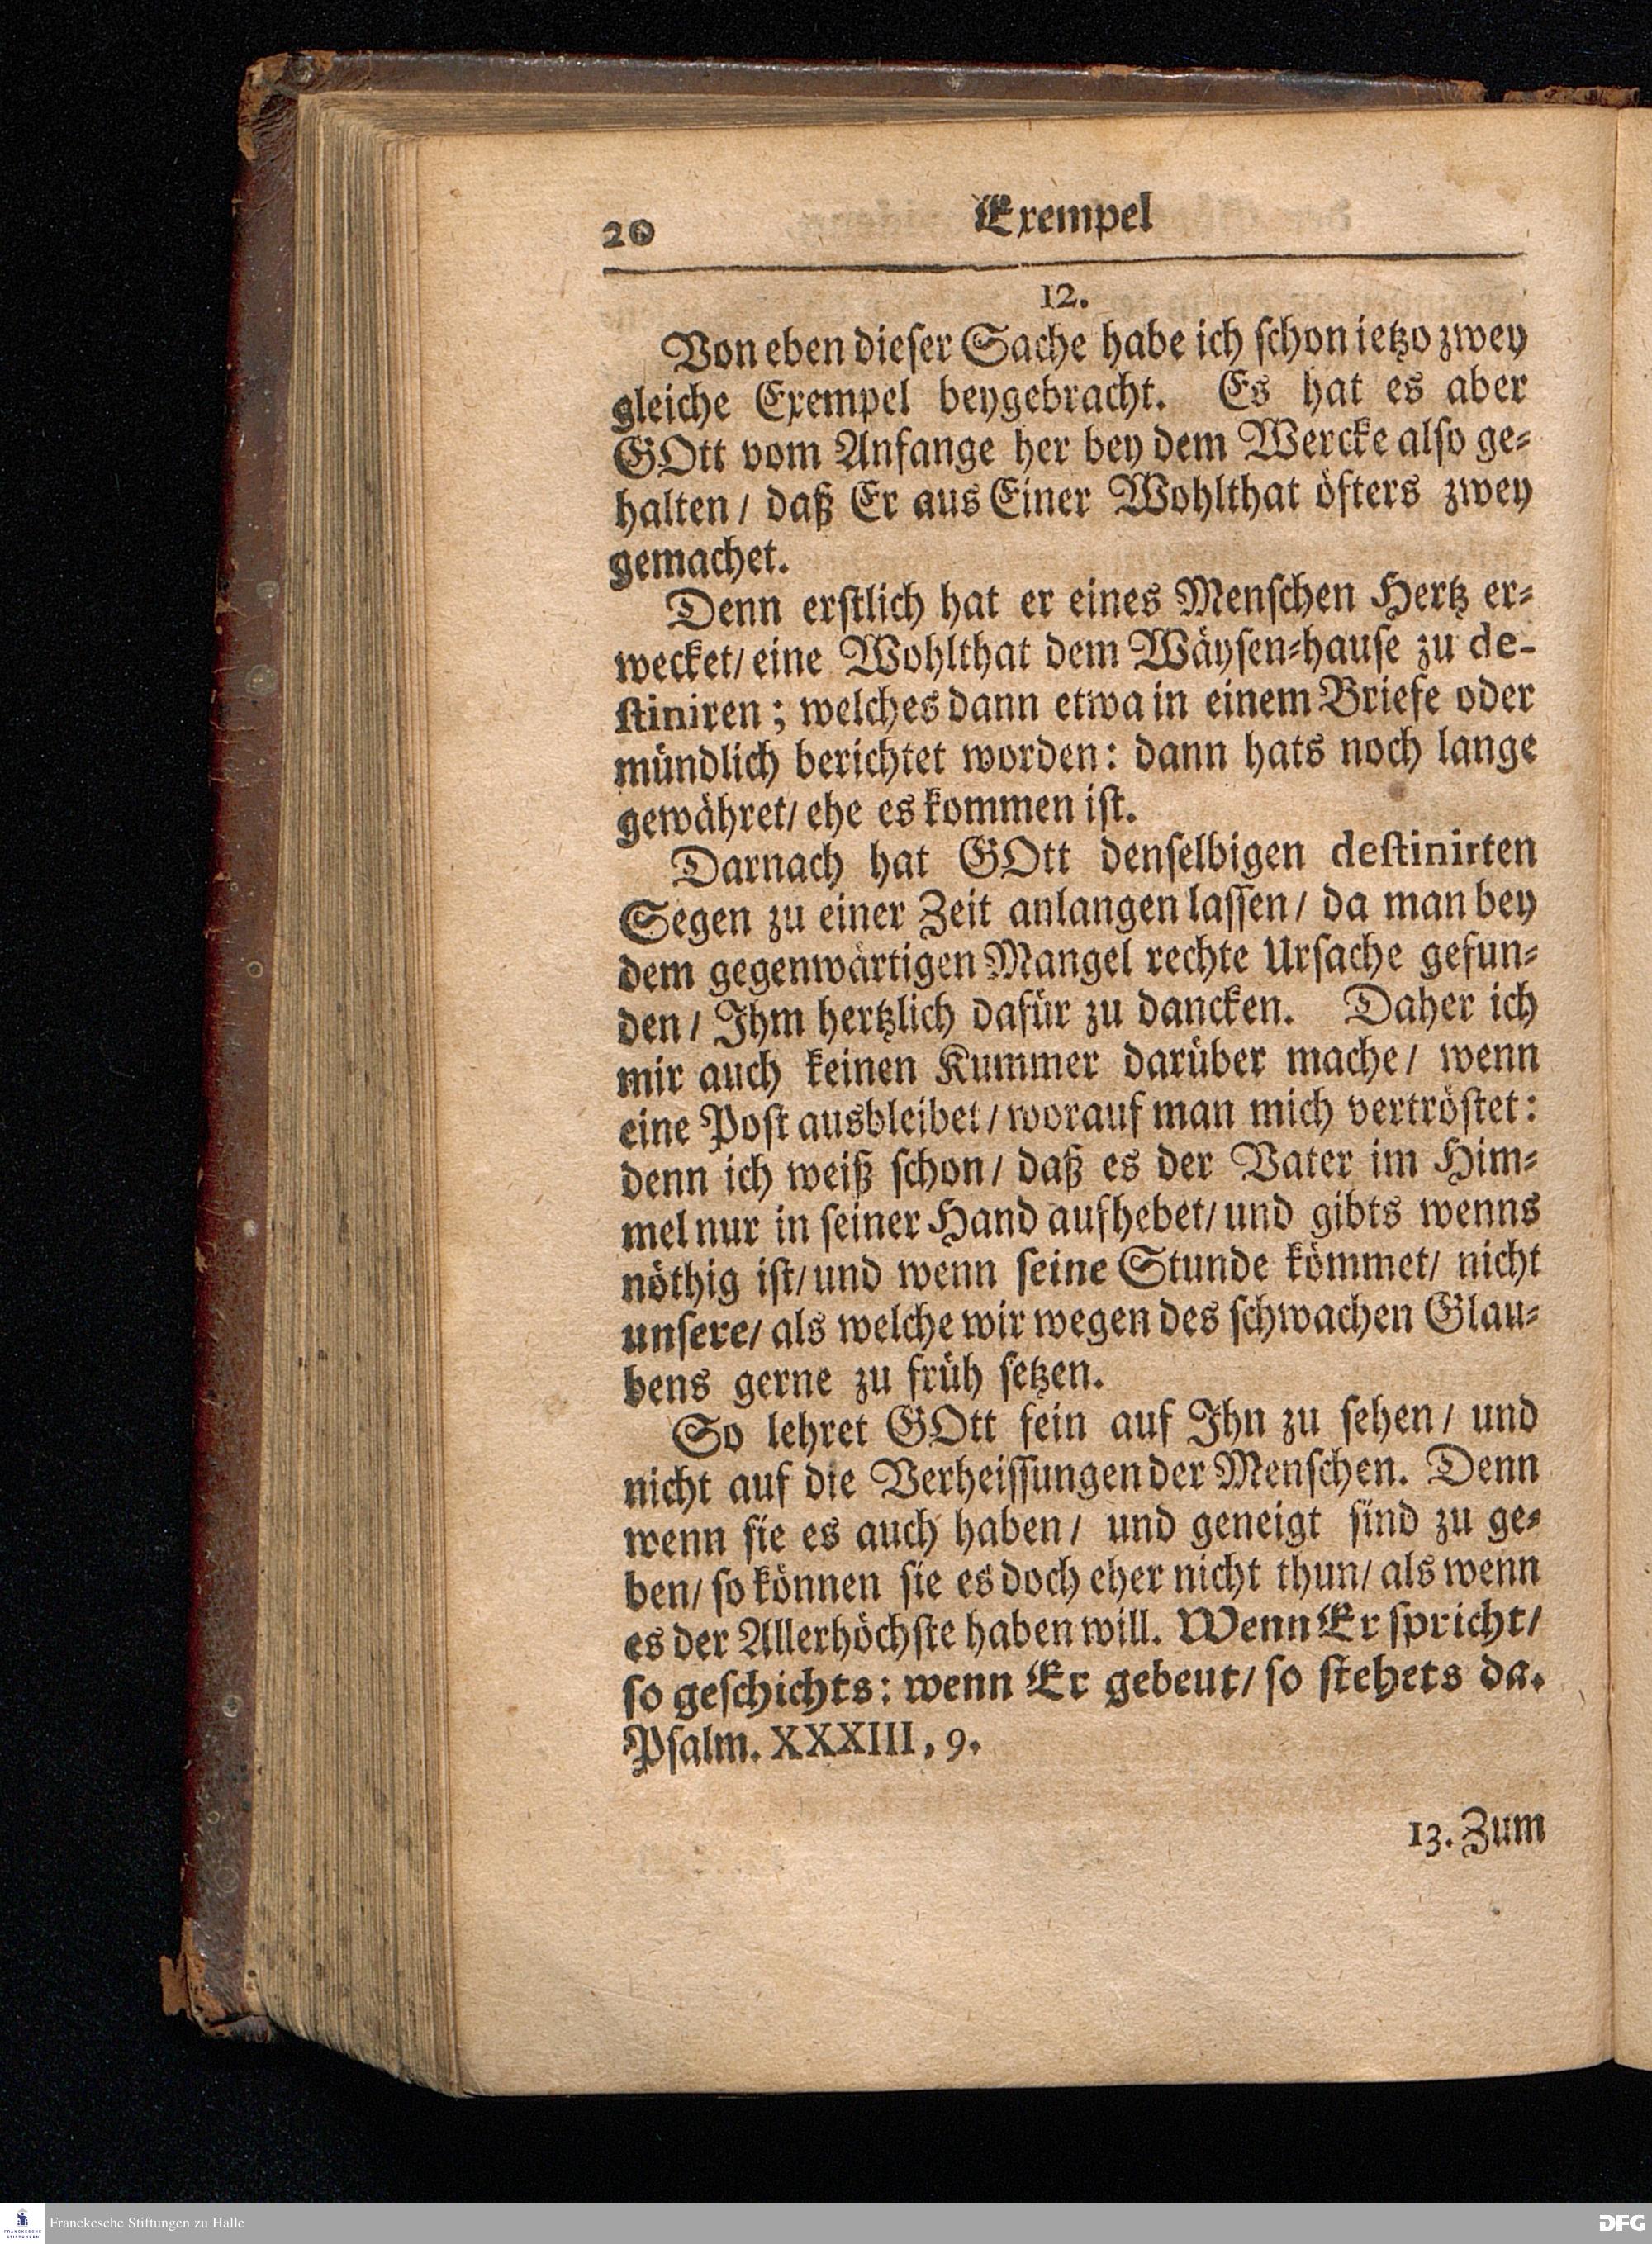 20
Exempel
12.
Von eben dieser Sache habe ich schon ietzo zwey
gleiche Exempel beygebracht. Es hat es aber
GOtt vom Anfange her bey dem Wercke also ge-
halten / daß Er aus Einer Wohlthat öfters zwey
gemachet.
Denn erstlich hat er eines Menschen Hertz er-
wecket/ eine Wohlthat dem Wäysen-hause zu de-
stiniren ; welches dann etwa in einem Briefe oder
mündlich berichtet worden: dann hats noch lange
gewähret/ ehe es kommen ist.
Darnach hat GOtt denselbigen destinirten
Segen zu einer Zeit anlangen lassen / da man bey
dem gegenwärtigen Mangel rechte Ursache gefun-
den / Ihm hertzlich dafür zu dancken. Daher ich
mir auch keinen Kummer darüber mache / wenn
eine Post ausbleibet / worauf man mich vertröstet:
denn ich weiß schon / daß es der Vater im Him-
mel nur in seiner Hand aufhebet/ und gibts wenns
nöthig ist/ und wenn seine Stunde kömmet/ nicht
unsere/ als welche wir wegen des schwachen Glau-
bens gerne zu früh setzen.
So lehret GOtt fein auf Ihn zu sehen / und
nicht auf die Verheissungen der Menschen. Denn
wenn sie es auch haben / und geneigt sind zu ge-
ben/ so können sie es doch eher nicht thun/ als wenn
es der Allerhöchste haben will. Wenn Er spricht/
so geschichts: wenn Er gebeut/ so stehets da.
Psalm. XXXIII, 9.
13. Zum
FRANCKESCHE
STIFTUNGEN
Franckesche Stiftungen zu Halle
DFG